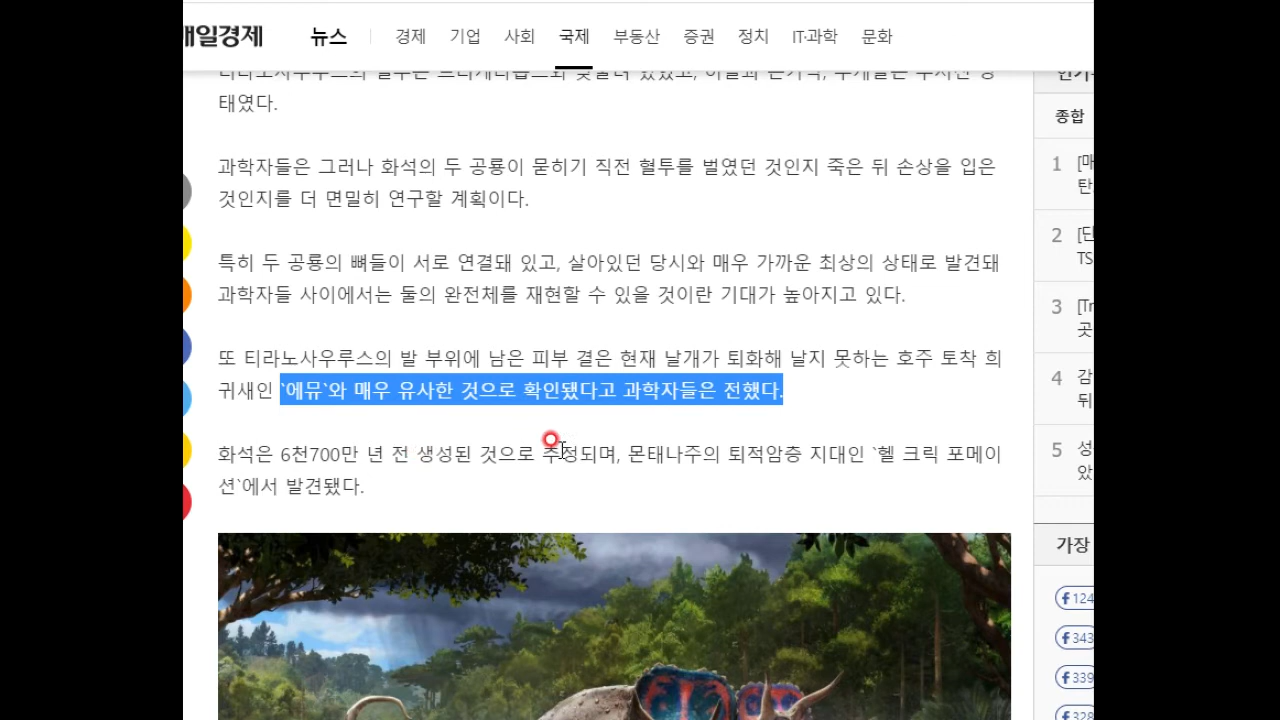 매일경제
뉴스 경제 기업 사회 국제 부동산 증권 정치 IT·과학 문화
태였다.
과학자들은 그러나 화석의 두 공룡이 묻히기 직전 혈투를 벌였던 것인지 죽은 뒤 손상을 입은
것인지를 더 면밀히 연구할 계획이다.
특히 두 공룡의 뼈들이 서로 연결돼 있고, 살아있던 당시와 매우 가까운 최상의 상태로 발견돼
과학자들 사이에서는 둘의 완전체를 재현할 수 있을 것이란 기대가 높아지고 있다.
또 티라노사우루스의 발 부위에 남은 피부 결은 현재 날개가 퇴화해 날지 못하는 호주 토착 희
귀새인 `에뮤`와 매우 유사한 것으로 확인됐다고 과학자들은 전했다.
화석은 6천700만 년 전 생성된 것으로 추정되며, 몬태나주의 퇴적암층 지대인 `헬 크릭 포메이
션`에서 발견됐다.
종합
1 [매
탄
2 [단
TS
3 [Tr
곳
4 감
뒤
5 성
았
가장
124
343
339
328